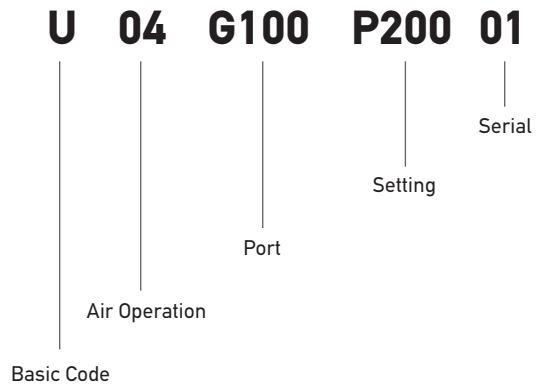 U 04 G100 P200 01
Serial
Setting
Port
Air Operation
Basic Code